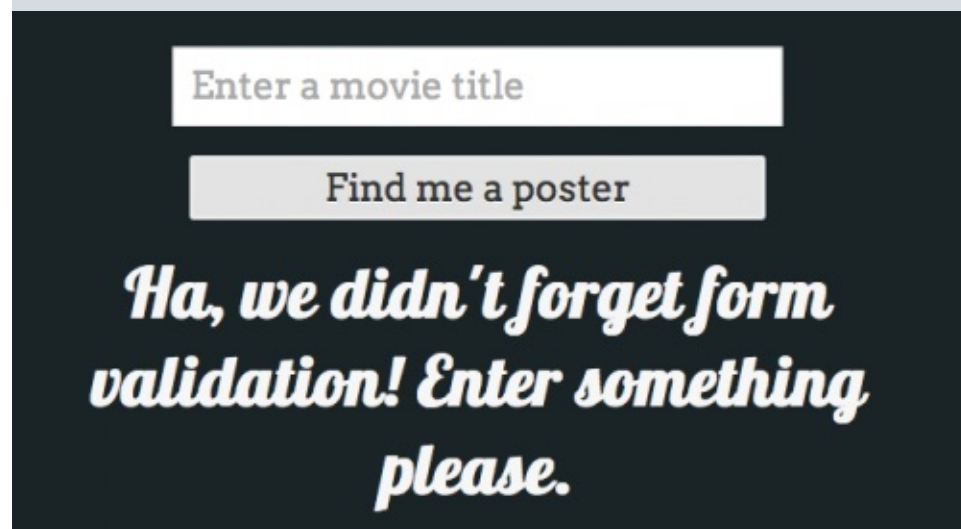 Enter a movie title
Find me a poster
Ha, we didn't forget form
validation! Enter something
please.